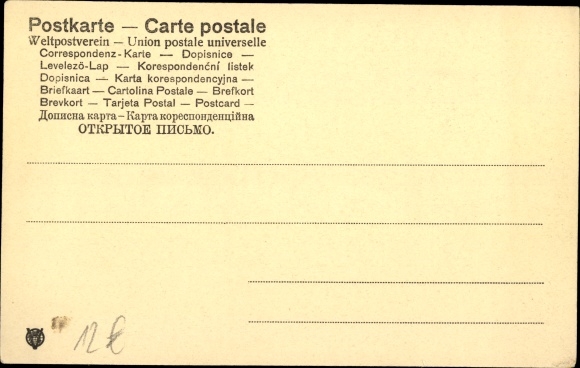 Postkarte — Carte postale
Weltpostverein — Union postale universelle
Correspondenz-Karte — Dopisnice —
Levelező-Lap — Korespondenční lístek
Dopisnica — Karta korespondencyjna —
Briefkaart — Cartolina Postale — Brefkort
Brevkort — Tarjeta Postal — Postcard —
Дописна карта — Карта кореспонденційна
ОТКРЫТОЕ ПИСЬМО.
12 €